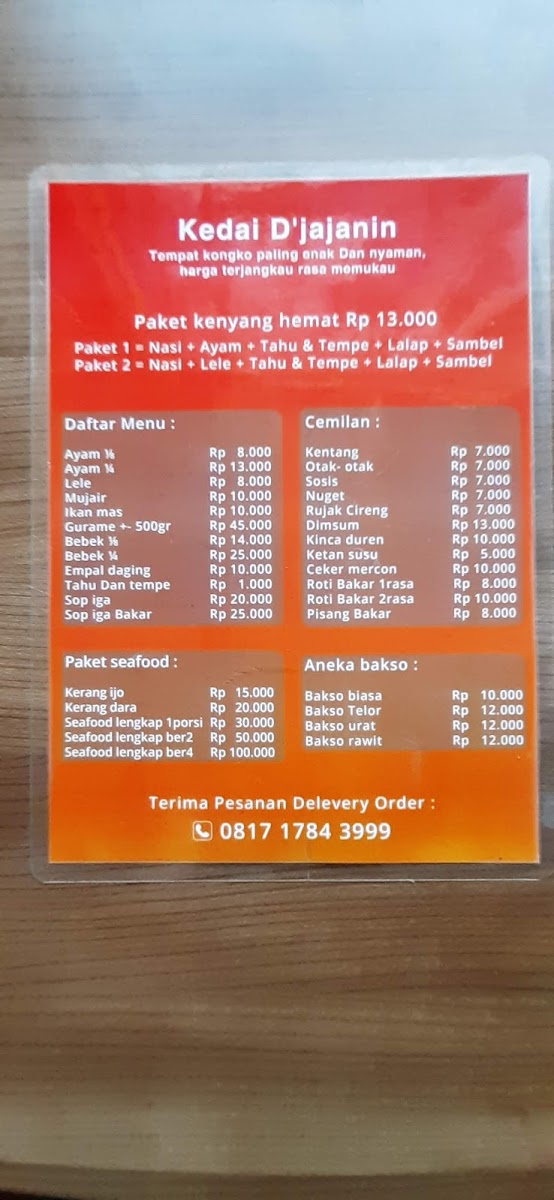 Kedai D'jajanin
Tempat kongko paling enak Dan nyaman,
harga terjangkau rasa memukau
Paket kenyang hemat Rp 13.000
Paket 1 = Nasi + Ayam + Tahu & Tempe + Lalap + Sambel
Paket 2 = Nasi + Lele + Tahu & Tempe + Lalap + Sambel
Daftar Menu :
Ayam ⅛ Rp 8.000
Ayam ¼ Rp 13.000
Lele Rp 8.000
Mujair Rp 10.000
Ikan mas Rp 10.000
Gurame +- 500gr Rp 45.000
Bebek ⅛ Rp 14.000
Bebek ¼ Rp 25.000
Empal daging Rp 10.000
Tahu Dan tempe Rp 1.000
Sop iga Rp 20.000
Sop iga Bakar Rp 25.000
Cemilan :
Kentang Rp 7.000
Otak- otak Rp 7.000
Sosis Rp 7.000
Nuget Rp 7.000
Rujak Cireng Rp 7.000
Dimsum Rp 13.000
Kinca duren Rp 10.000
Ketan susu Rp 5.000
Ceker mercon Rp 10.000
Roti Bakar 1rasa Rp 8.000
Roti Bakar 2rasa Rp 10.000
Pisang Bakar Rp 8.000
Paket seafood :
Kerang ijo Rp 15.000
Kerang dara Rp 20.000
Seafood lengkap 1porsi Rp 30.000
Seafood lengkap ber2 Rp 50.000
Seafood lengkap ber4 Rp 100.000
Aneka bakso :
Bakso biasa Rp 10.000
Bakso Telor Rp 12.000
Bakso urat Rp 12.000
Bakso rawit Rp 12.000
Terima Pesanan Delevery Order :
0817 1784 3999